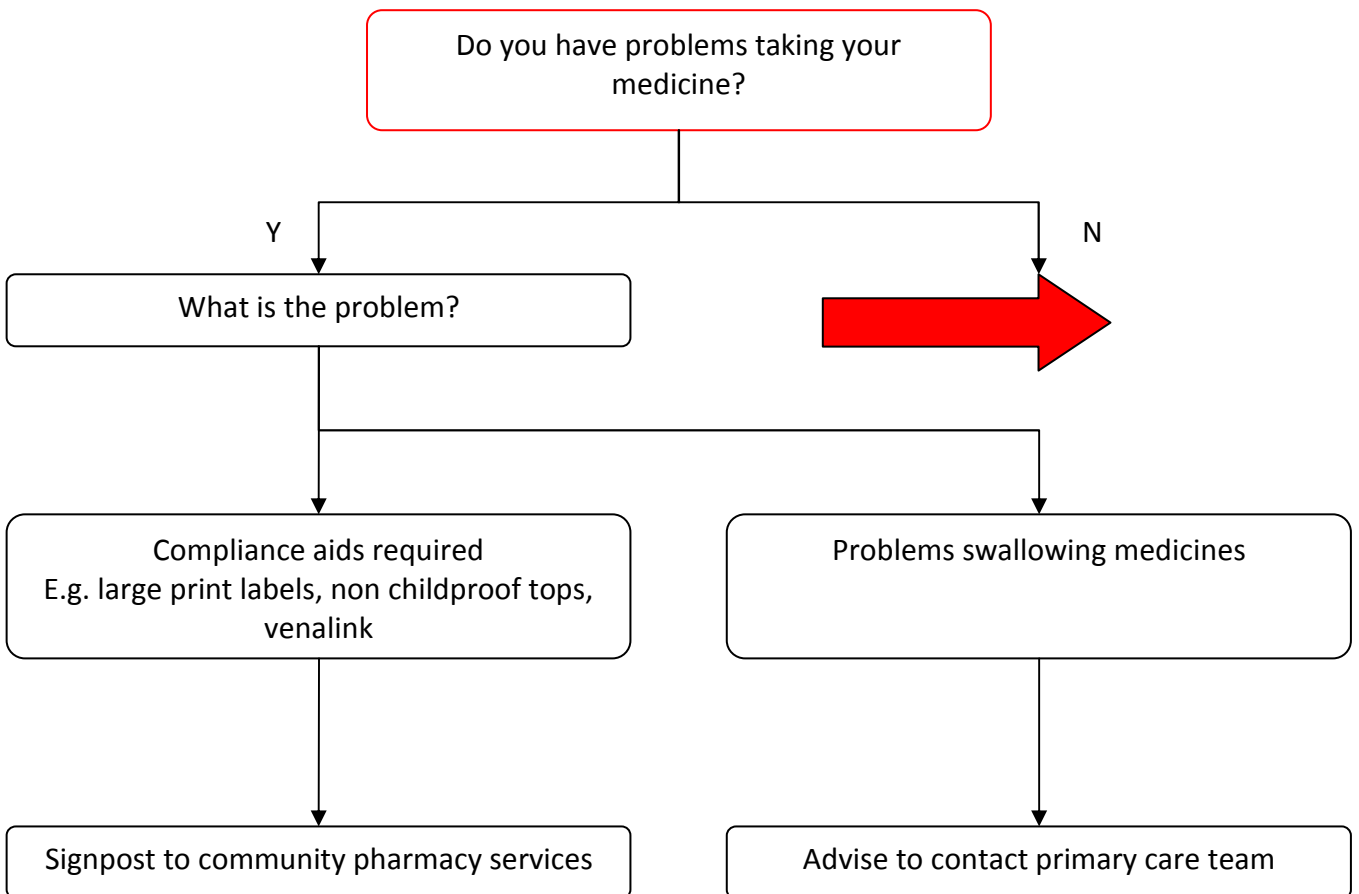 Do you have problems taking your
medicine?
Y
N
What is the problem?
Compliance aids required
E.g. large print labels, non childproof tops,
venalink
Problems swallowing medicines
Signpost to community pharmacy services
Advise to contact primary care team